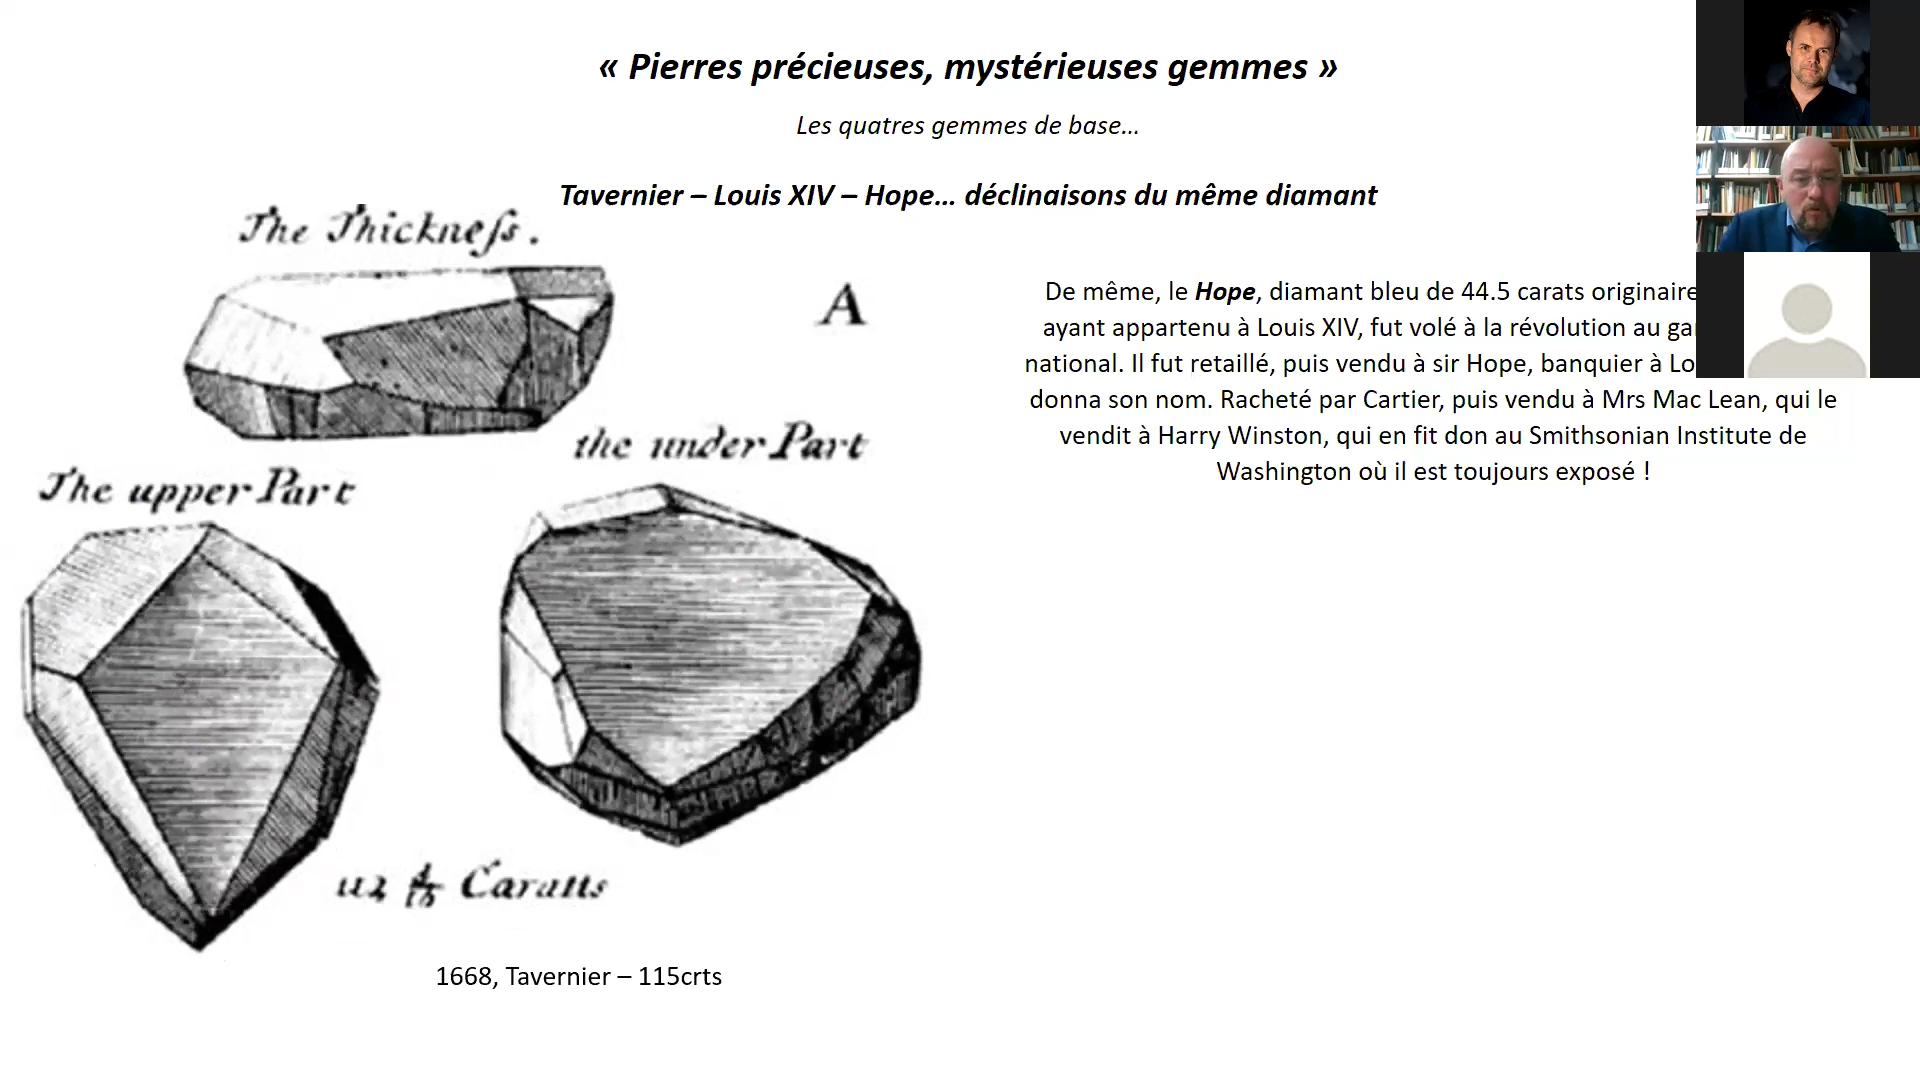 « Pierres précieuses, mystérieuses gemmes »
Les quatres gemmes de base…
Tavernier – Louis XIV – Hope… déclinaisons du même diamant
The Thickneſs.
A
the under Part
The upper Part
112 4/13 Caratts
1668, Tavernier – 115crts
De même, le Hope, diamant bleu de 44.5 carats originaire
ayant appartenu à Louis XIV, fut volé à la révolution au
national. Il fut retaillé, puis vendu à sir Hope, banquier à
donna son nom. Racheté par Cartier, puis vendu à Mrs Mac Lean, qui le
vendit à Harry Winston, qui en fit don au Smithsonian Institute de
Washington où il est toujours exposé !